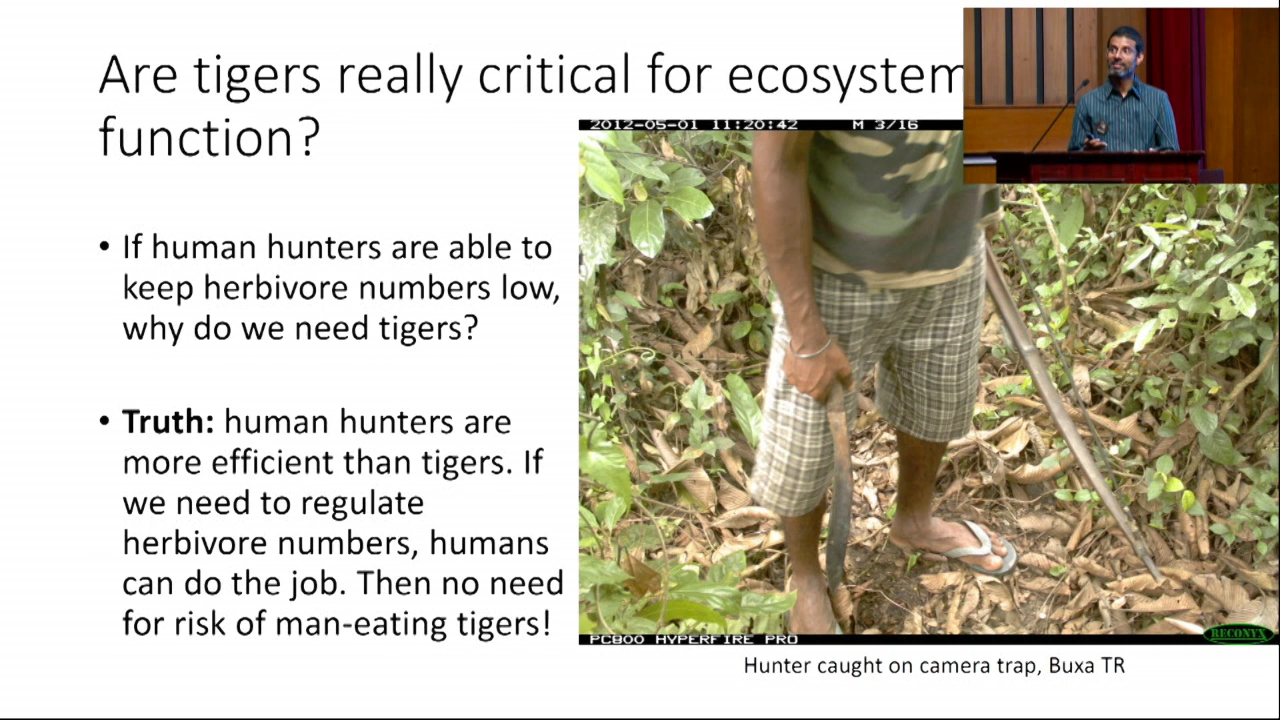 Are tigers really critical for ecosystem
function?
2012-05-01 11:20:42 M 3/16
• If human hunters are able to
keep herbivore numbers low,
why do we need tigers?
• Truth: human hunters are
more efficient than tigers. If
we need to regulate
herbivore numbers, humans
can do the job. Then no need
for risk of man-eating tigers!
PC800 HYPERFIRE PRO
RECONYX
Hunter caught on camera trap, Buxa TR